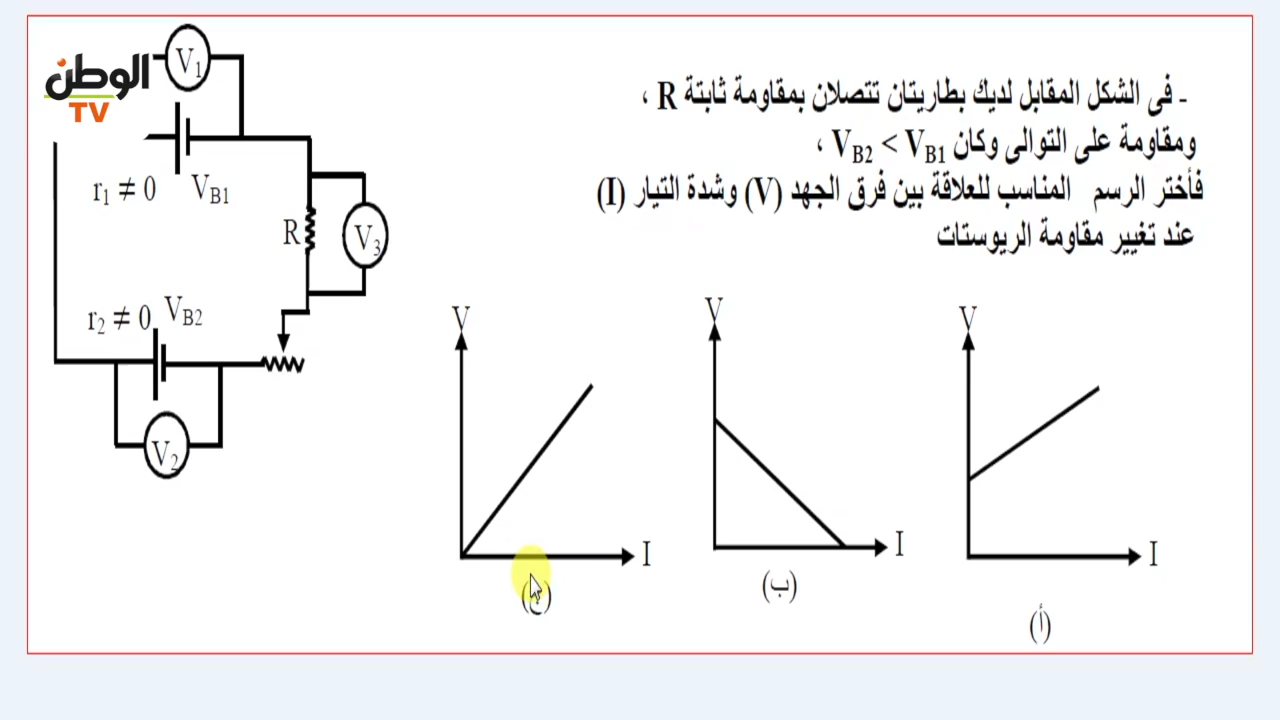 الوطن
TV
V1
- فى الشكل المقابل لديك بطاريتان تتصلان بمقاومة ثابتة R ،
ومقاومة على التوالى وكان VB2 < VB1 ،
فأختر الرسم المناسب للعلاقة بين فرق الجهد (V) وشدة التيار (I)
عند تغيير مقاومة الريوستات
r1 ≠ 0
VB1
R
V3
r2 ≠ 0
VB2
V2
V
I
V
I
(ب)
V
I
(أ)